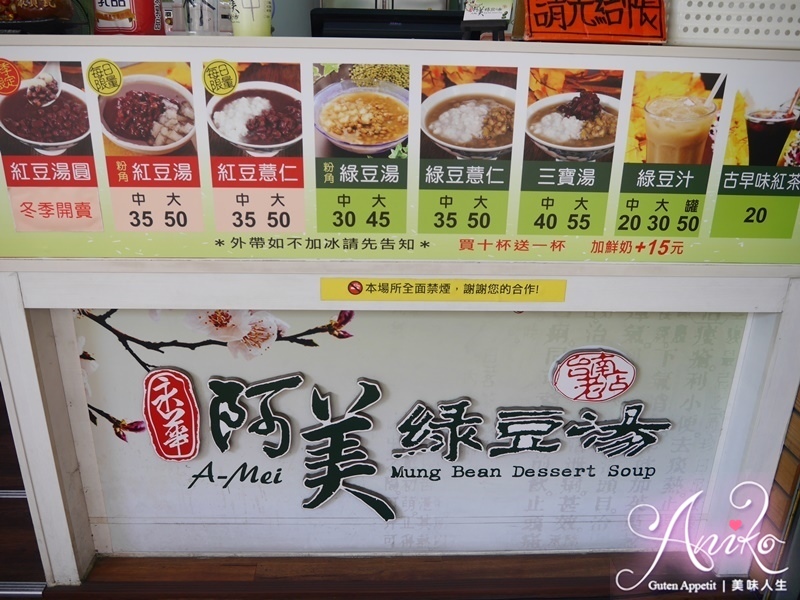 乳品
請先結帳
每日限量
每日限量
紅豆湯圓
冬季開賣
粉角 紅豆湯
中 大
35 50
紅豆薏仁
中 大
35 50
粉角 綠豆湯
中 大
30 45
綠豆薏仁
中 大
35 50
三寶湯
中 大
40 55
綠豆汁
中 大 罐
20 30 50
古早味紅茶
20
＊外帶如不加冰請先告知＊ 買十杯送一杯 加鮮奶+15元
本場所全面禁煙，謝謝您的合作!
台南老店
永華
阿美綠豆湯
A-Mei Mung Bean Dessert Soup
Aniko
Guten Appetit | 美味人生